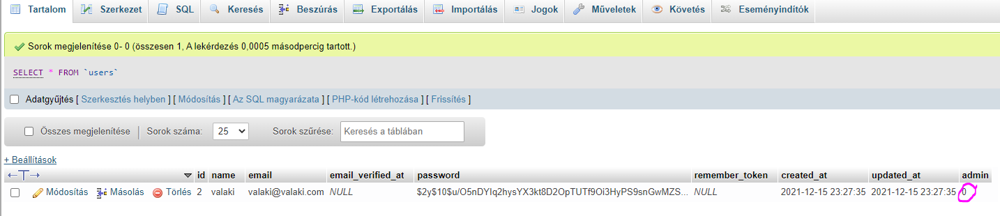 Tartalom Szerkezet SQL Keresés Beszúrás Exportálás Importálás Jogok Műveletek Követés Eseményindítók
Sorok megjelenítése 0- 0 (összesen 1, A lekérdezés 0,0005 másodpercig tartott.)
SELECT * FROM `users`
Adatgyűjtés [ Szerkesztés helyben ] [ Módosítás ] [ Az SQL magyarázata ] [ PHP-kód létrehozása ] [ Frissítés ]
Összes megjelenítése Sorok száma: 25 Sorok szűrése: Keresés a táblában
+ Beállítások
id name email email_verified_at password remember_token created_at updated_at admin
Módosítás Másolás Törlés 2 valaki valaki@valaki.com NULL $2y$10$u/O5nDYIq2hysYX3kt8D2OpTUTf9Oi3HyPS9snGwMZS... NULL 2021-12-15 23:27:35 2021-12-15 23:27:35 0